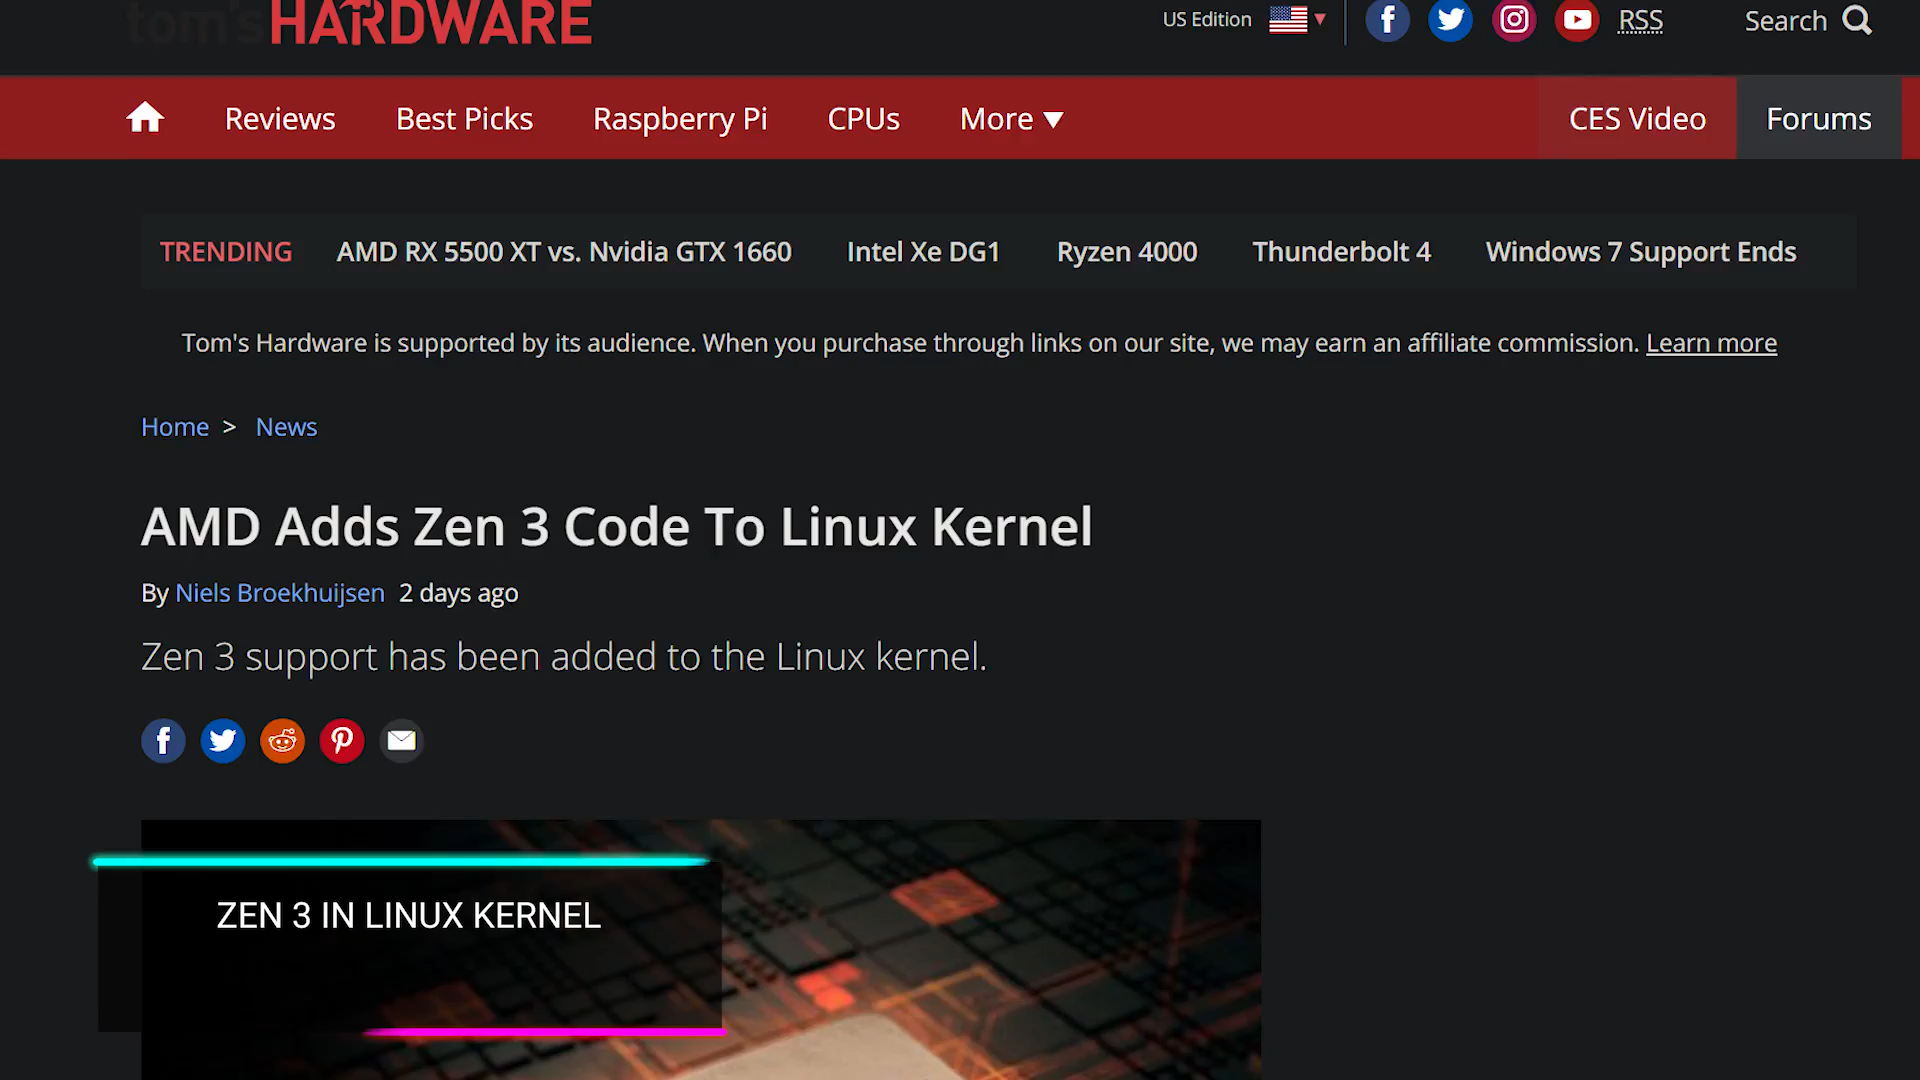 tom's HARDWARE
US Edition
RSS
Search
Reviews
Best Picks
Raspberry Pi
CPUs
More
CES Video
Forums
TRENDING
AMD RX 5500 XT vs. Nvidia GTX 1660
Intel Xe DG1
Ryzen 4000
Thunderbolt 4
Windows 7 Support Ends
Tom's Hardware is supported by its audience. When you purchase through links on our site, we may earn an affiliate commission. Learn more
Home > News
AMD Adds Zen 3 Code To Linux Kernel
By Niels Broekhuijsen 2 days ago
Zen 3 support has been added to the Linux kernel.
ZEN 3 IN LINUX KERNEL